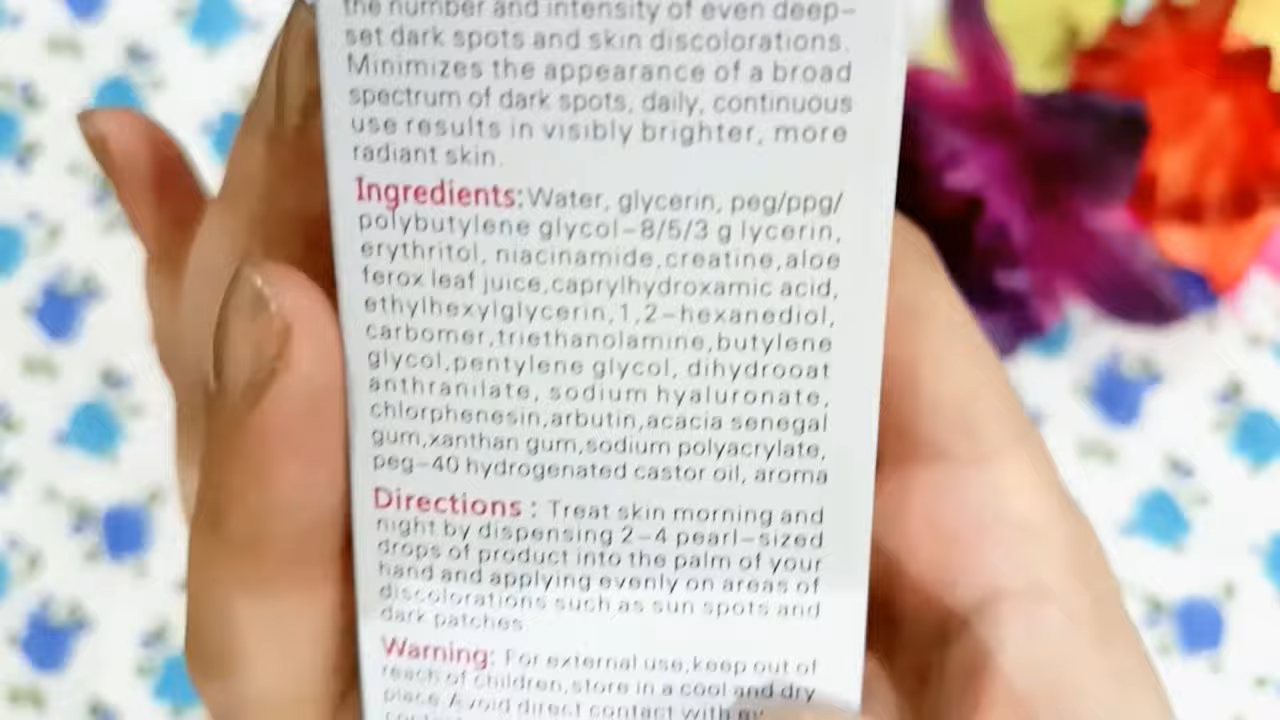 the number and intensity of even deep-
set dark spots and skin discolorations.
Minimizes the appearance of a broad
spectrum of dark spots, daily, continuous
use results in visibly brighter, more
radiant skin.
Ingredients: Water, glycerin, peg/ppg/
polybutylene glycol-8/5/3 g lycerin,
erythritol, niacinamide,creatine,aloe
ferox leaf juice,caprylhydroxamic acid,
ethylhexylglycerin,1,2-hexanediol,
carbomer,triethanolamine,butylene
glycol,pentylene glycol, dihydrooat
anthranilate, sodium hyaluronate,
chlorphenesin,arbutin,acacia senegal
gum,xanthan gum,sodium polyacrylate,
peg-40 hydrogenated castor oil, aroma
Directions : Treat skin morning and
night by dispensing 2-4 pearl-sized
drops of product into the palm of your
hand and applying evenly on areas of
discolorations such as sun spots and
dark patches
Warning: For external use,keep out of
reach of children,store in a cool and dry
place Avoid direct contact with